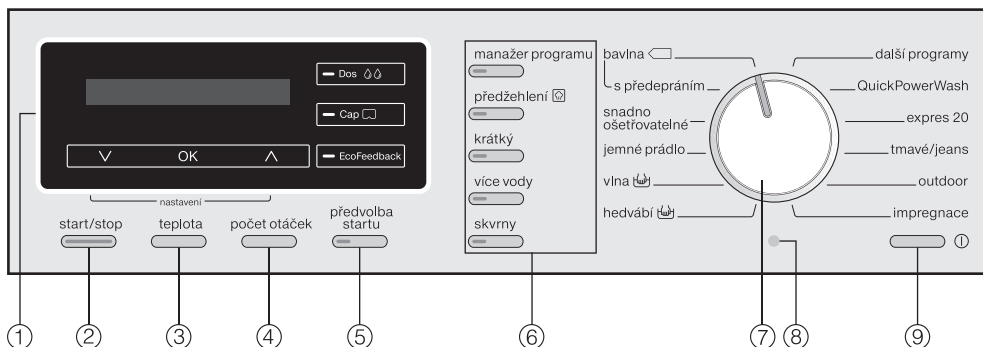 Dos
Cap
EcoFeedback
OK
nastavení
start/stop
teplota
počet otáček
předvolba
startu
manažer programu
předžehlení
krátký
více vody
skvrny
bavlna
s předepráním
snadno
ošetřovatelné
jemné prádlo
vlna
hedvábí
další programy
QuickPowerWash
expres 20
tmavé/jeans
outdoor
impregnace
1
2
3
4
5
6
7
8
9